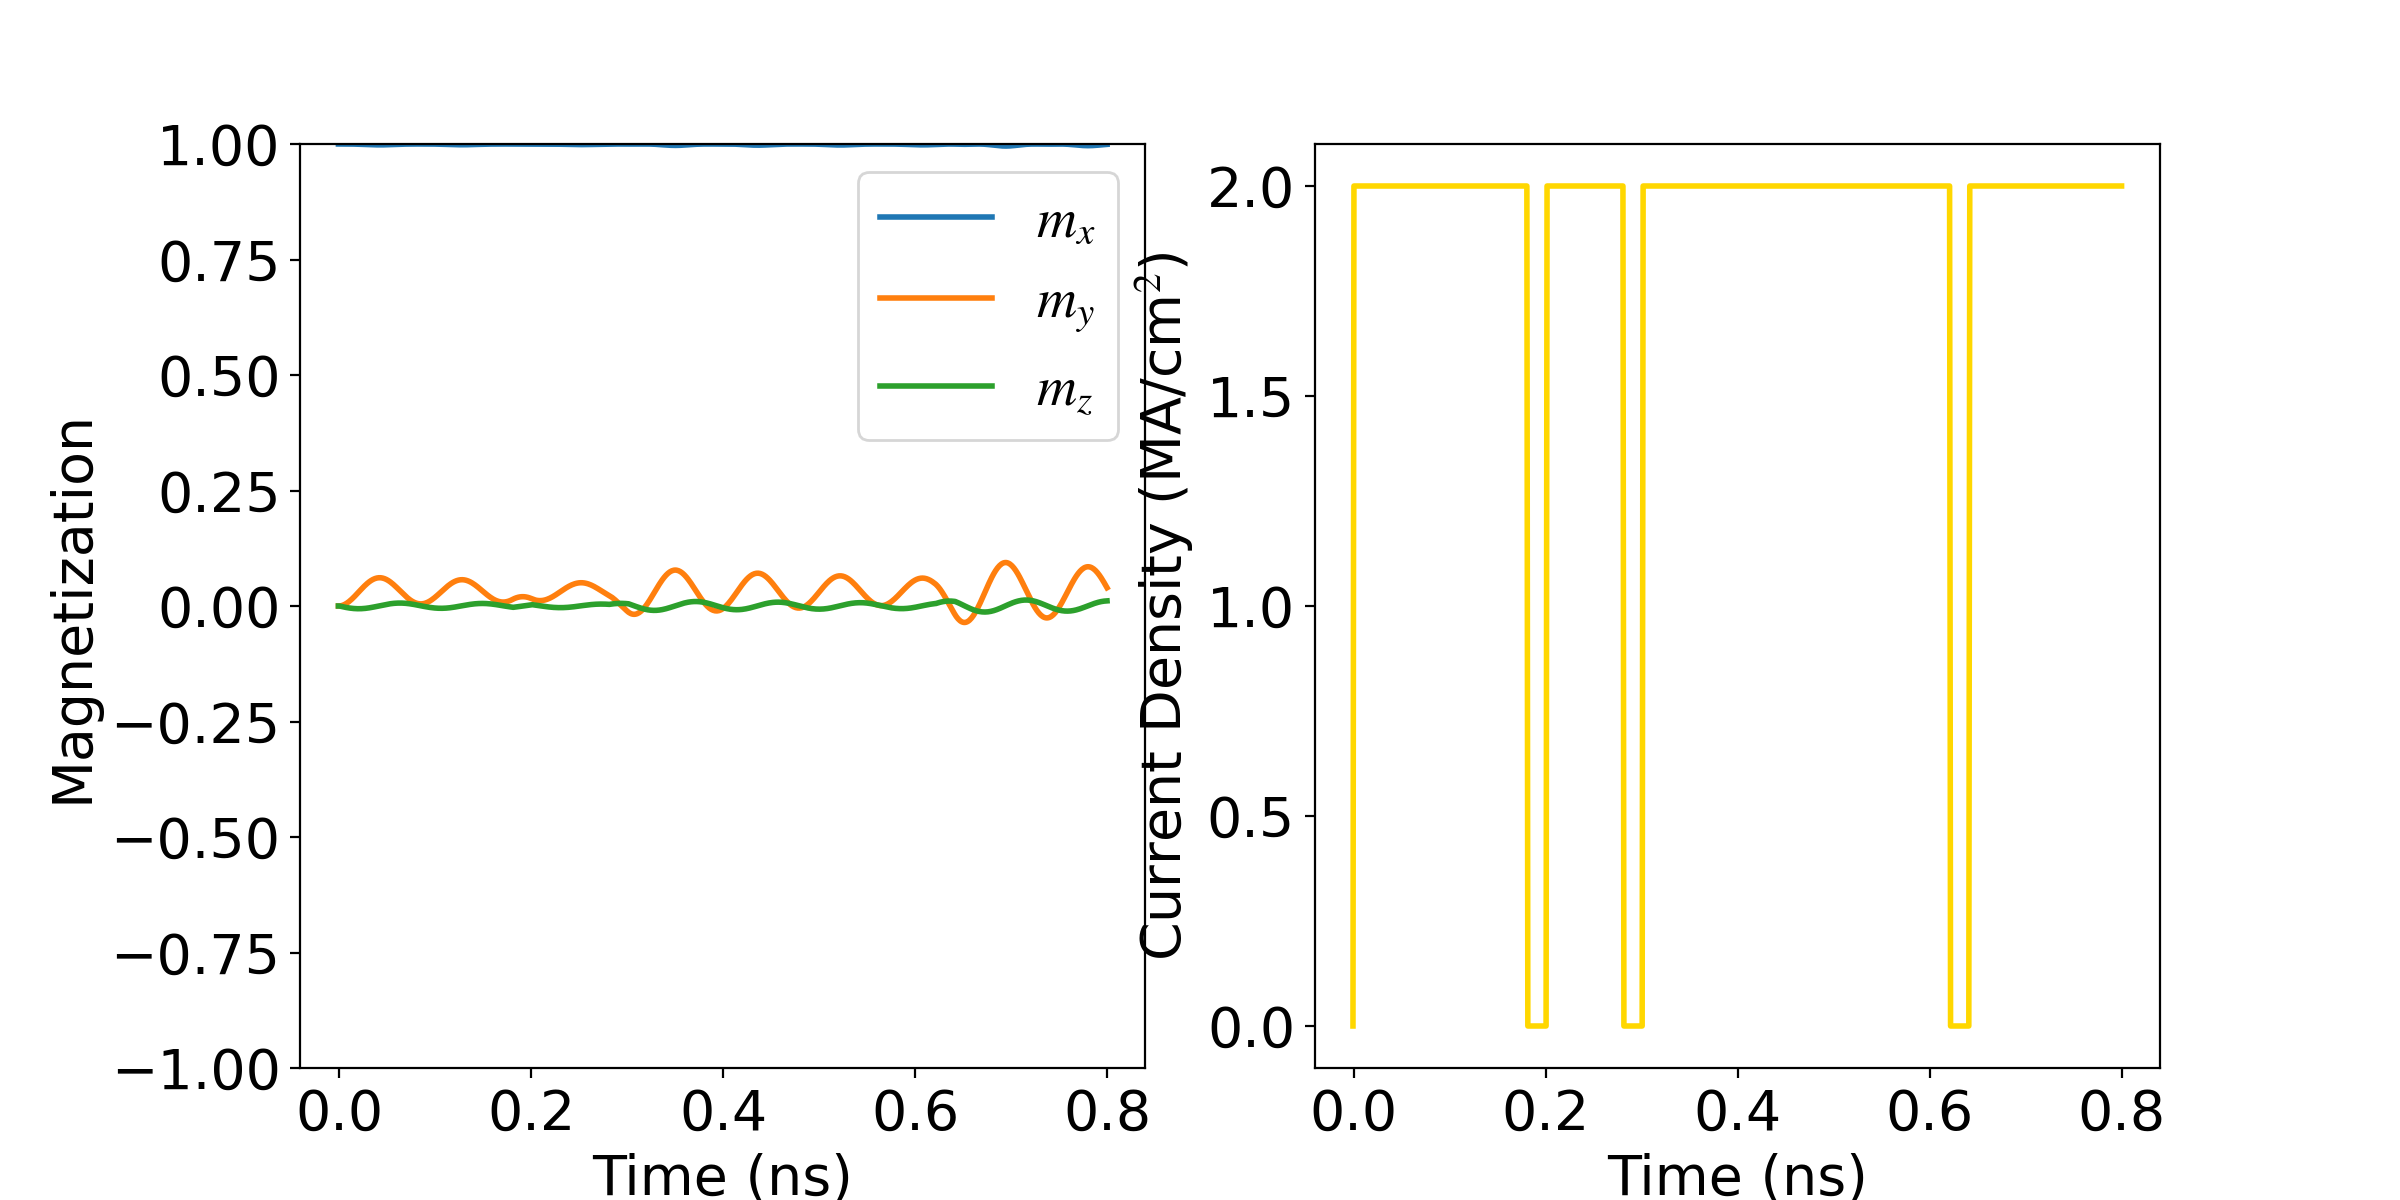 1.00
0.75
0.50
0.25
0.00
−0.25
−0.50
−0.75
−1.00
Magnetization
0.0 0.2 0.4 0.6 0.8
Time (ns)
m_x
m_y
m_z
2.0
1.5
1.0
0.5
0.0
Current Density (MA/cm²)
0.0 0.2 0.4 0.6 0.8
Time (ns)